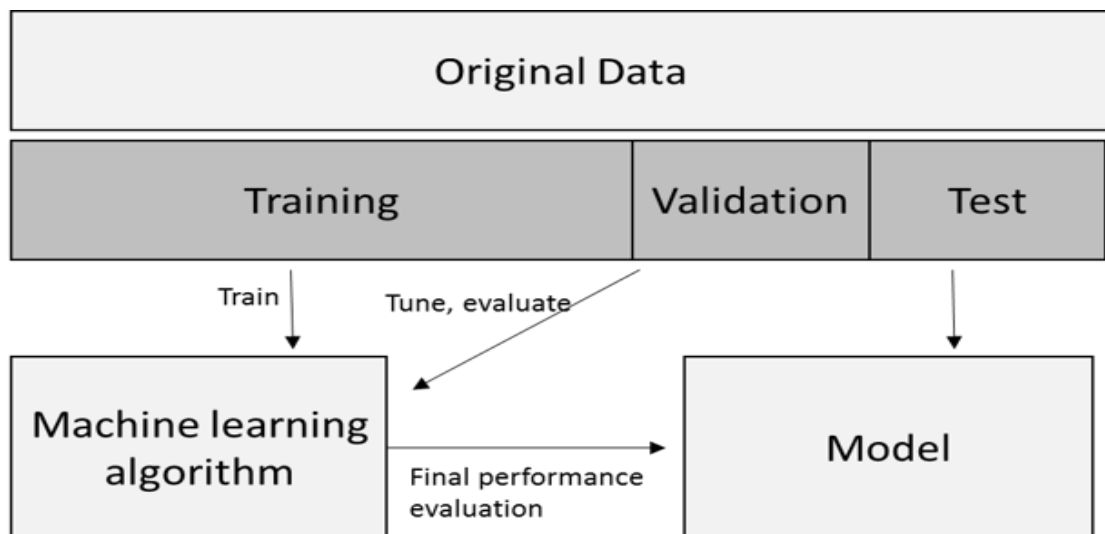 Original Data
Training
Validation
Test
Train
Tune, evaluate
Machine learning
algorithm
Final performance
evaluation
Model